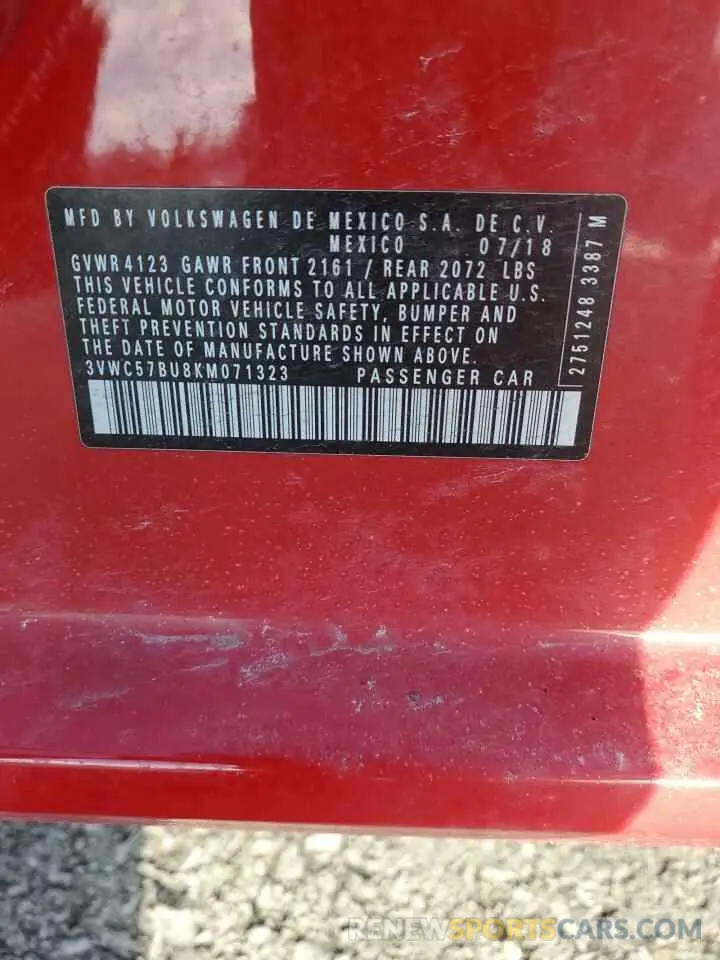 MFD BY VOLKSWAGEN DE MEXICO S.A. DE C.V.
MEXICO 07/18
GVWR 4123 GAWR FRONT 2161 / REAR 2072 LBS
THIS VEHICLE CONFORMS TO ALL APPLICABLE U.S.
FEDERAL MOTOR VEHICLE SAFETY, BUMPER AND
THEFT PREVENTION STANDARDS IN EFFECT ON
THE DATE OF MANUFACTURE SHOWN ABOVE.
3VWC57BU8KM071323 PASSENGER CAR
2751248 3387 M
RENEWSPORTSCARS.COM